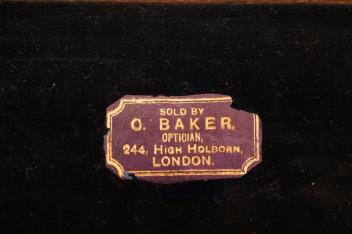 SOLD BY
O. BAKER,
OPTICIAN,
244, HIGH HOLBORN,
LONDON.